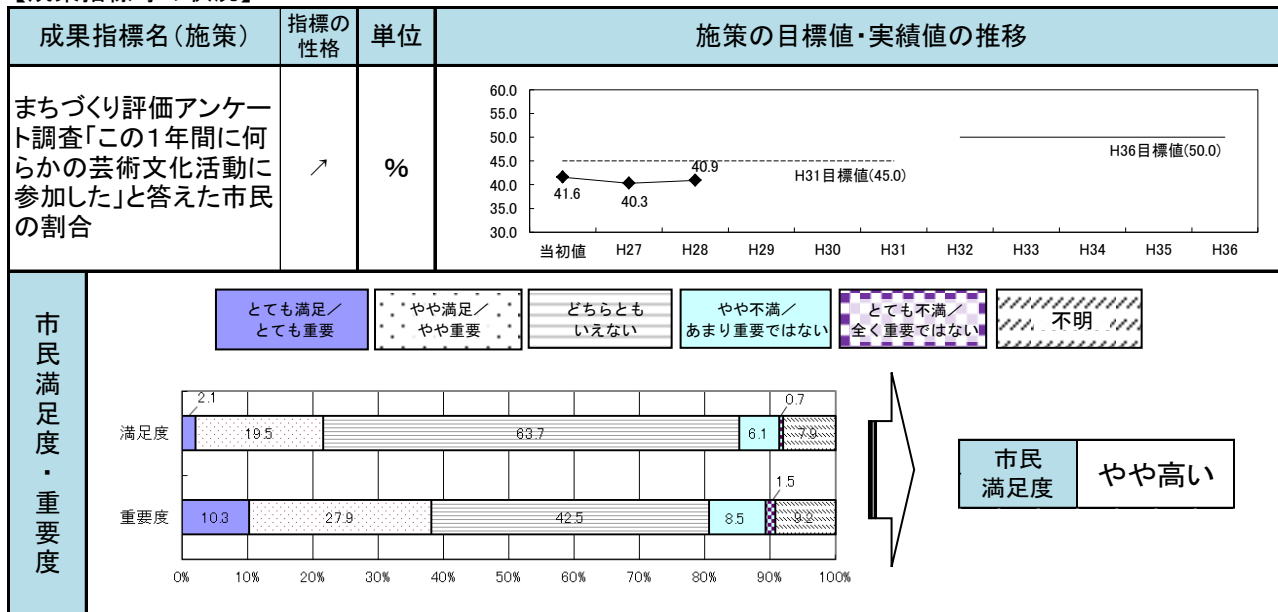 成果指標名(施策)
指標の
性格
単位
施策の目標値・実績値の推移
まちづくり評価アンケー
ト調査「この1年間に何
らかの芸術文化活動に
参加した」と答えた市民
の割合
↗
%
60.0
55.0
50.0
45.0
40.0
35.0
30.0
41.6
40.3
40.9
H31目標値(45.0)
H36目標値(50.0)
当初値 H27 H28 H29 H30 H31 H32 H33 H34 H35 H36
市民満足度・重要度
とても満足/
とても重要
やや満足/
やや重要
どちらとも
いえない
やや不満/
あまり重要ではない
とても不満/
全く重要ではない
不明
2.1
0.7
満足度 19.5 63.7 6.1 7.9
1.5
重要度 10.3 27.9 42.5 8.5 9.2
0% 10% 20% 30% 40% 50% 60% 70% 80% 90% 100%
市民
満足度
やや高い